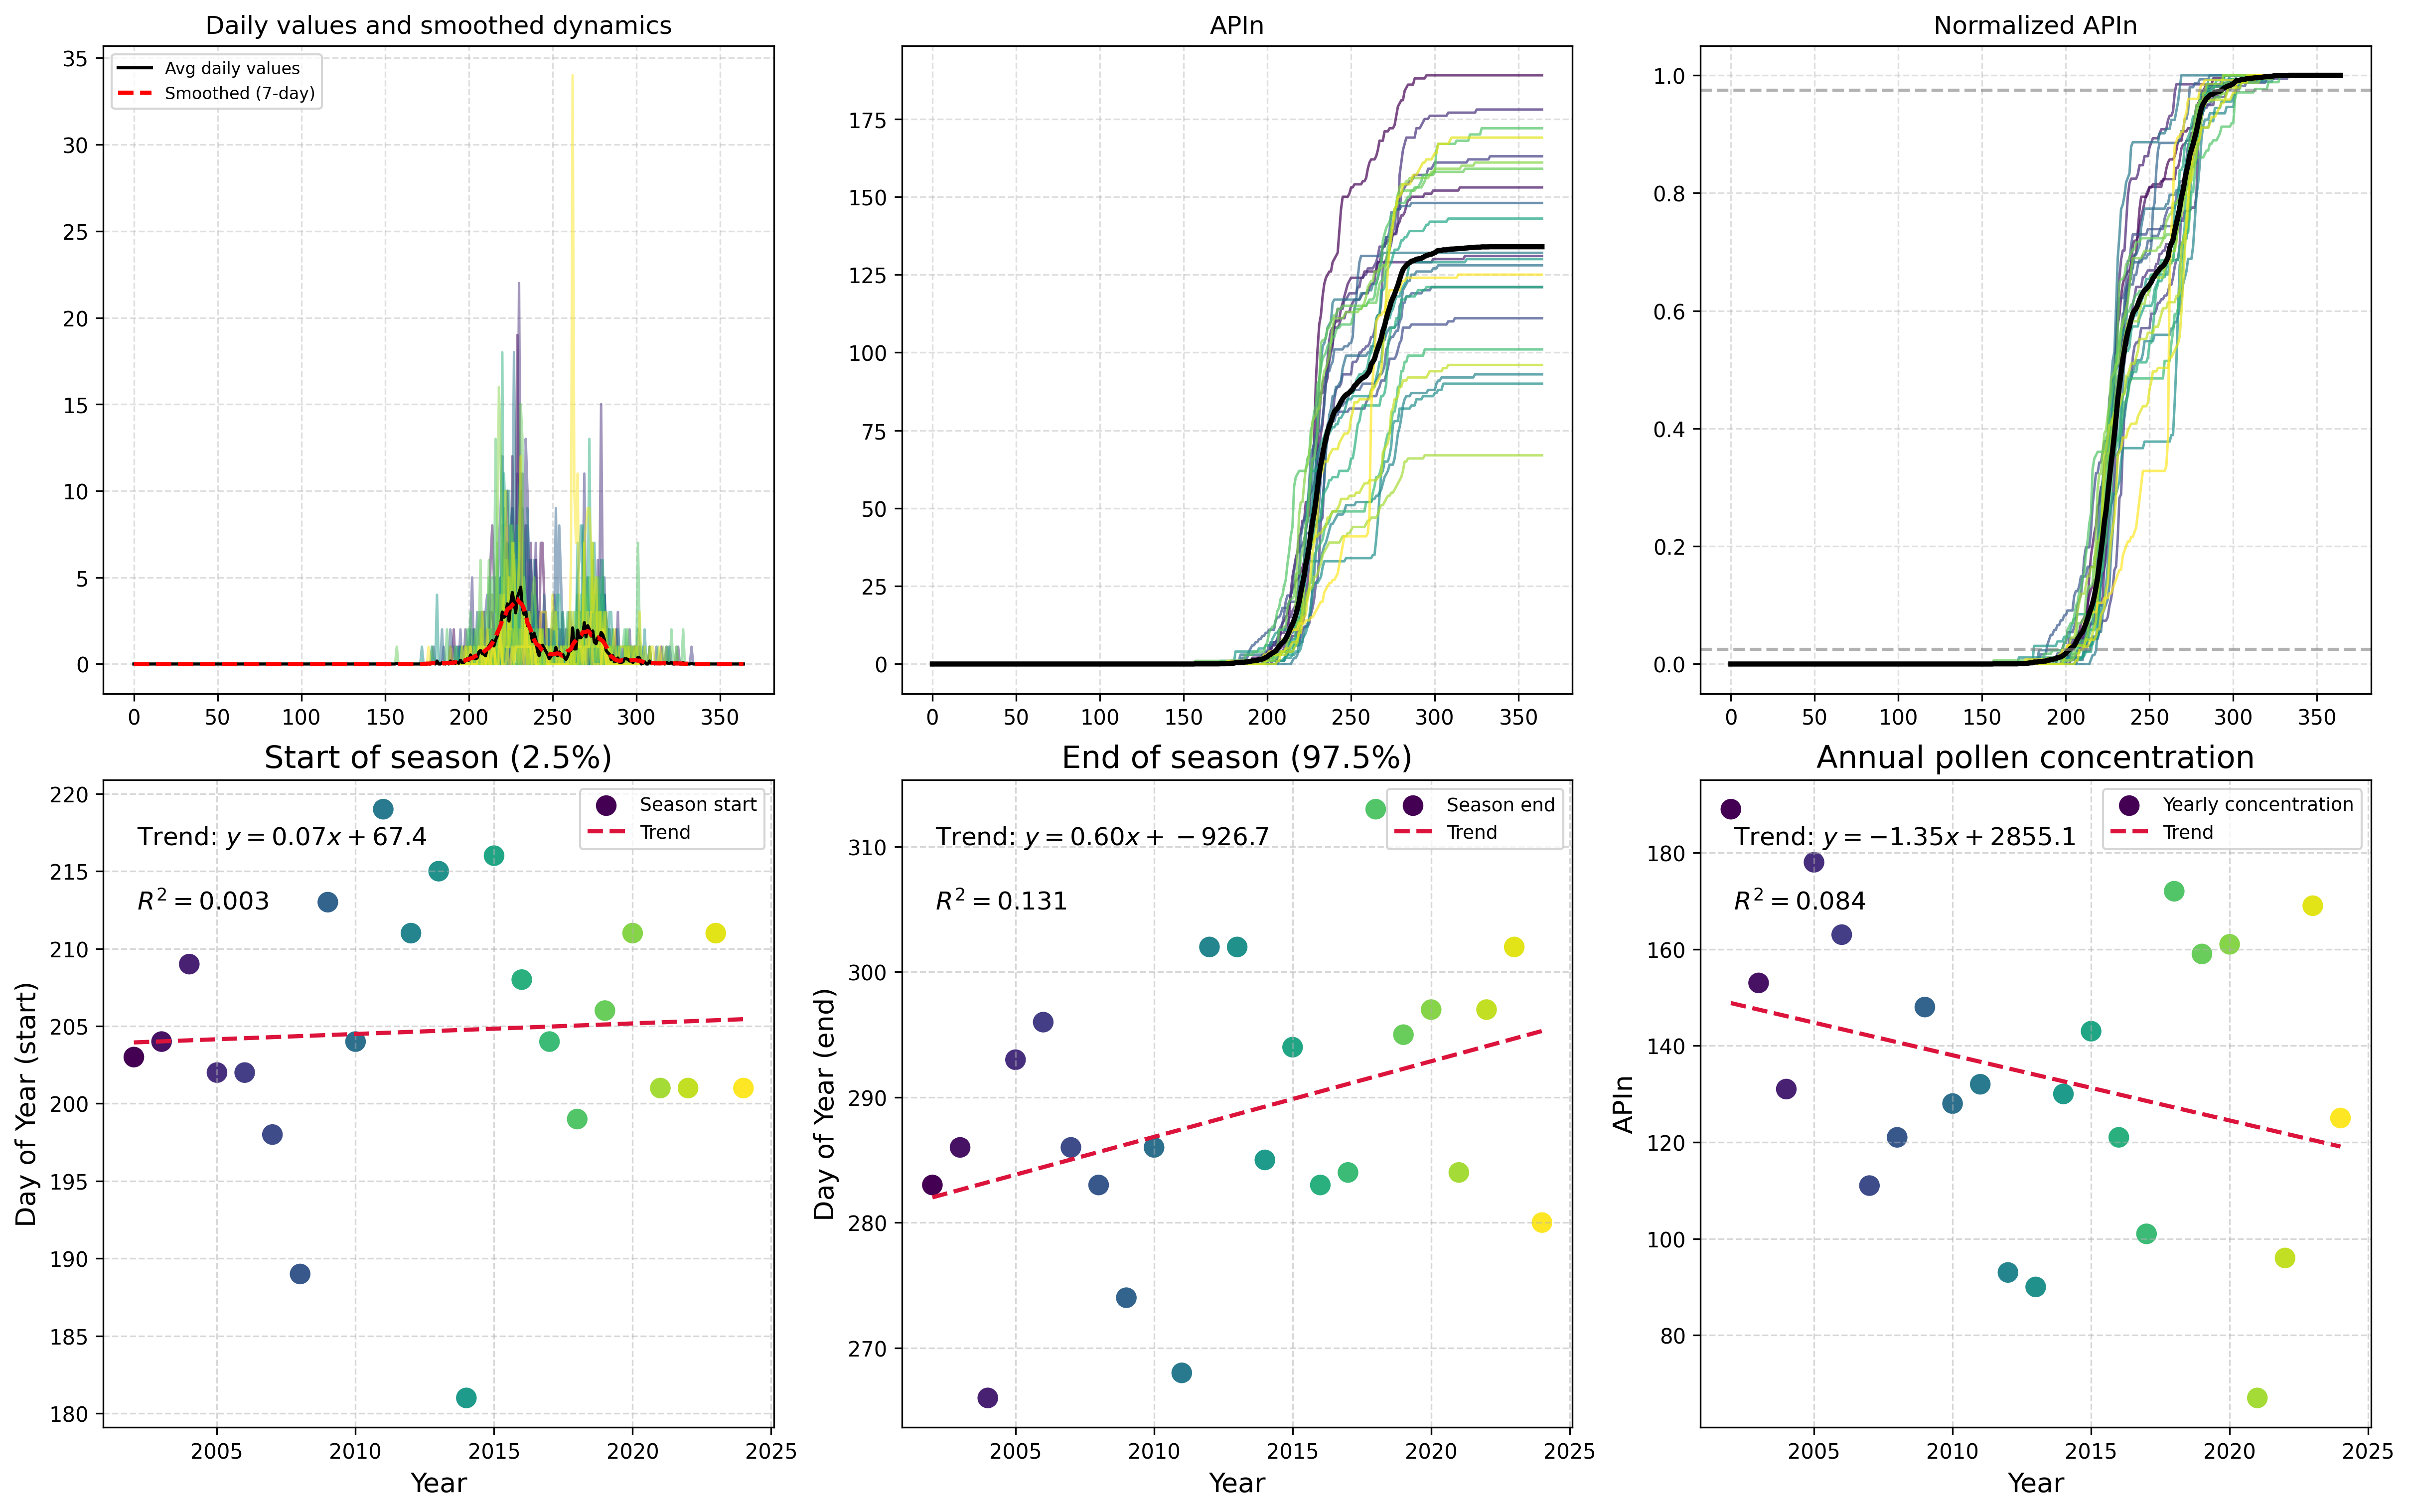 Daily values and smoothed dynamics
Avg daily values
Smoothed (7-day)
35
30
25
20
15
10
5
0
0 50 100 150 200 250 300 350
APIn
175
150
125
100
75
50
25
0
0 50 100 150 200 250 300 350
Normalized APIn
1.0
0.8
0.6
0.4
0.2
0.0
0 50 100 150 200 250 300 350
Start of season (2.5%)
Season start
Trend
Trend: y = 0.07x + 67.4
R² = 0.003
Day of Year (start)
220
215
210
205
200
195
190
185
180
2005 2010 2015 2020 2025
Year
End of season (97.5%)
Season end
Trend
Trend: y = 0.60x + −926.7
R² = 0.131
Day of Year (end)
310
300
290
280
270
2005 2010 2015 2020 2025
Year
Annual pollen concentration
Yearly concentration
Trend
Trend: y = −1.35x + 2855.1
R² = 0.084
APIn
180
160
140
120
100
80
2005 2010 2015 2020 2025
Year